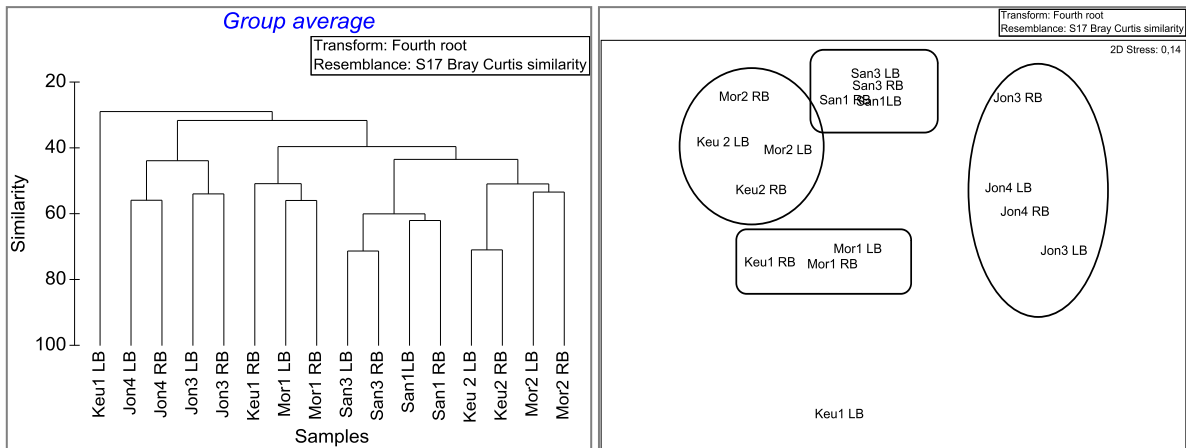 Group average
Transform: Fourth root
Resemblance: S17 Bray Curtis similarity
20
40
60
80
100
Similarity
Keu1 LB
Jon4 LB
Jon4 RB
Jon3 LB
Jon3 RB
Keu1 RB
Mor1 LB
Mor1 RB
San3 LB
San3 RB
San1LB
San1 RB
Keu 2 LB
Keu2 RB
Mor2 LB
Mor2 RB
Samples
Transform: Fourth root
Resemblance: S17 Bray Curtis similarity
2D Stress: 0,14
San3 LB
San3 RB
Mor2 RB
San1 RB
San1LB
Jon3 RB
Keu 2 LB
Mor2 LB
Keu2 RB
Jon4 LB
Jon4 RB
Mor1 LB
Jon3 LB
Keu1 RB
Mor1 RB
Keu1 LB